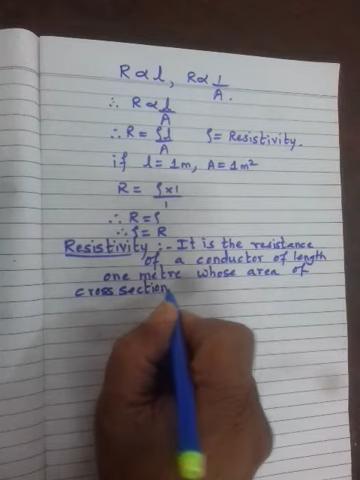 R ∝ l, R ∝ 1/A.
∴ R ∝ l/A
∴ R = ρl/A ρ = Resistivity.
if l = 1m, A = 1m²
R = ρ×1/1
∴ R = ρ
∴ ρ = R
Resistivity :- It is the resistance
of a conductor of length
one metre whose area of
cross section